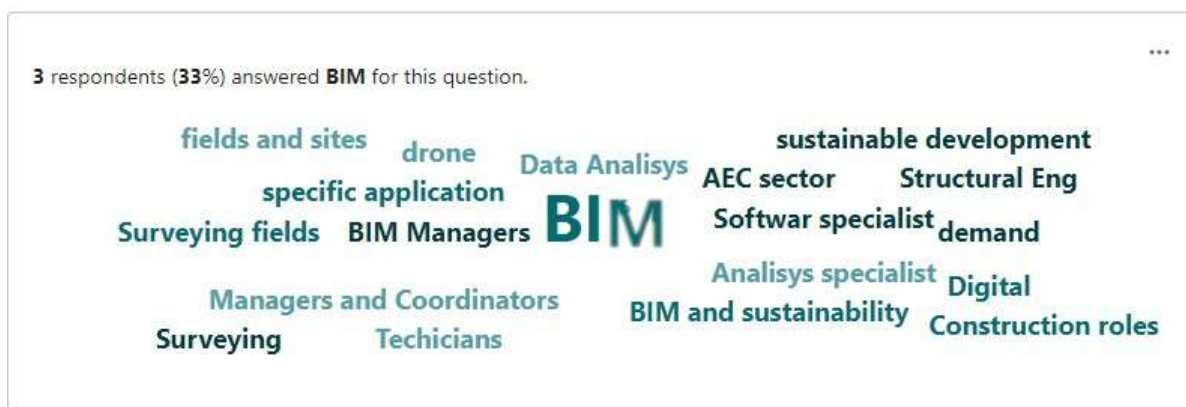 ...
3 respondents (33%) answered BIM for this question.
fields and sites
drone
Data Analisys
sustainable development
specific application
AEC sector
Structural Eng
Surveying fields
BIM Managers
BIM
Softwar specialist
demand
Analisys specialist
Digital
Managers and Coordinators
BIM and sustainability
Construction roles
Surveying
Techicians